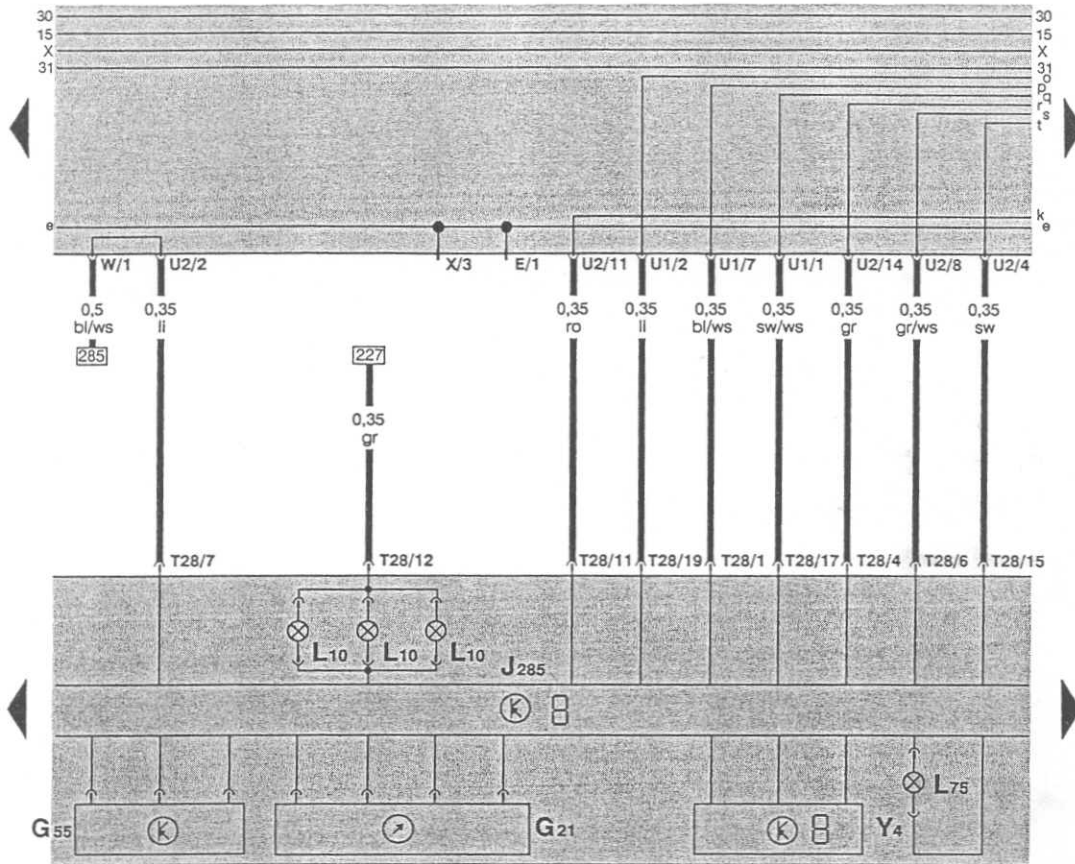 30 30
15 15
X X
31 31
o
p
q
r
s
t
k
e e
W/1 U2/2 X/3 E/1 U2/11 U1/2 U1/7 U1/1 U2/14 U2/8 U2/4
0,5 0,35 0,35 0,35 0,35 0,35 0,35 0,35 0,35
bl/ws li ro li bl/ws sw/ws gr gr/ws sw
285 227
0,35
gr
T28/7 T28/12 T28/11 T28/19 T28/1 T28/17 T28/4 T28/6 T28/15
L10 L10 L10
J285
L75
G55 G21 Y4